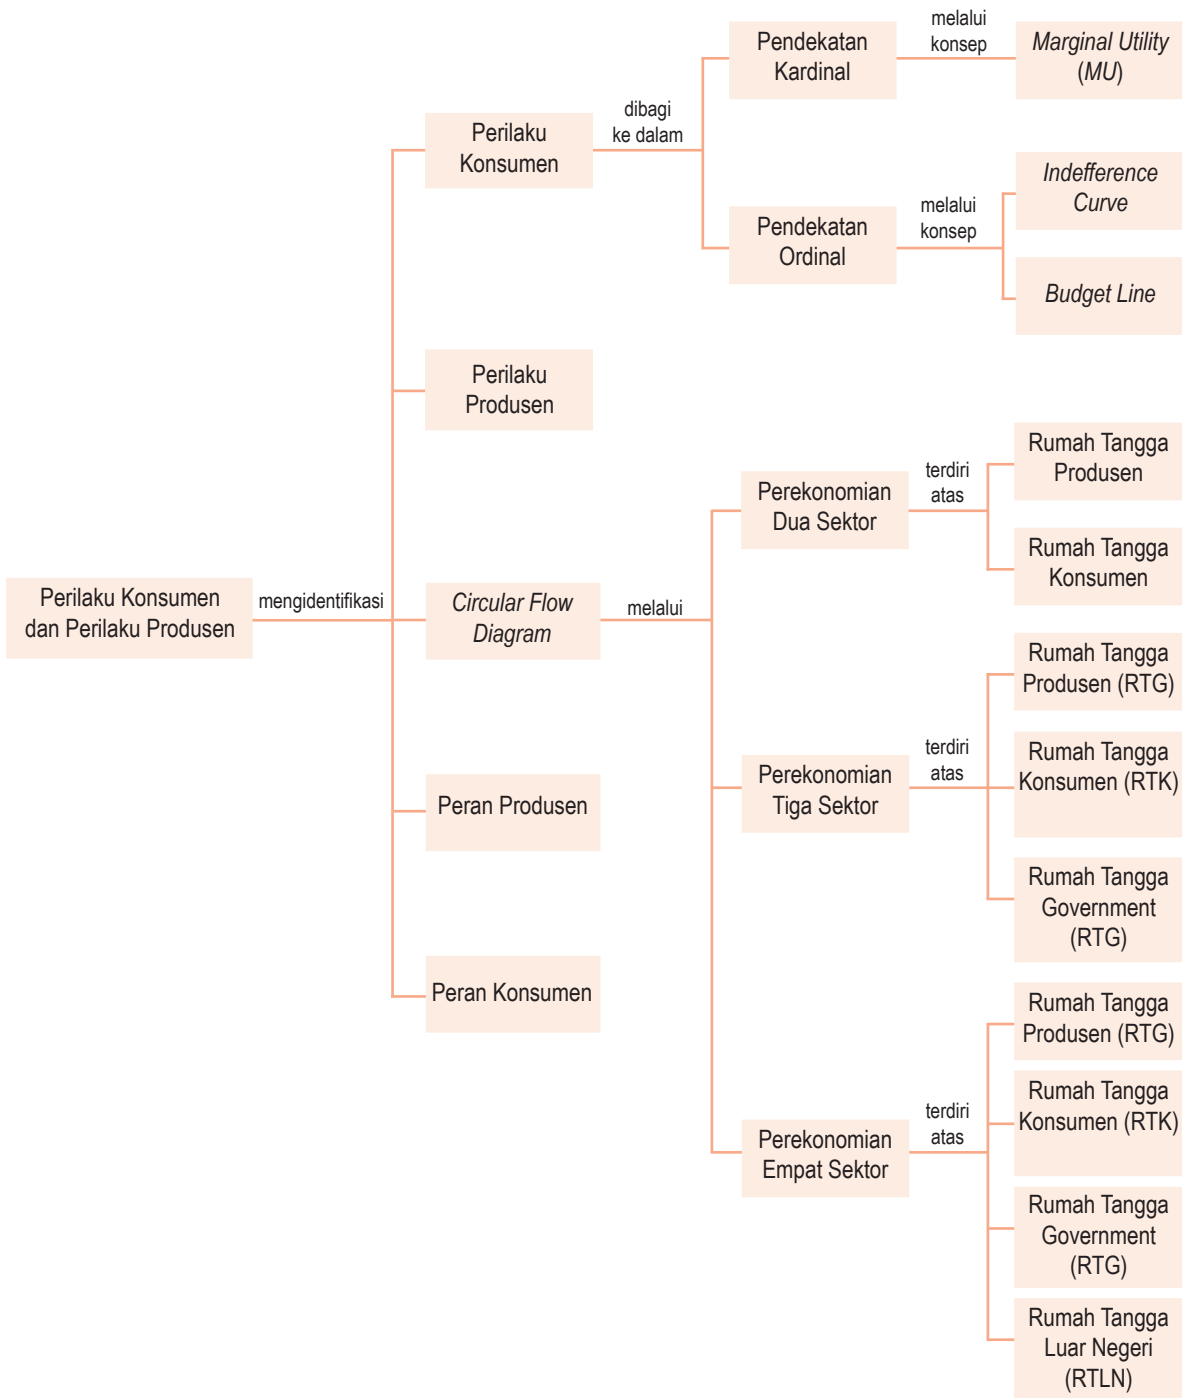 Perilaku Konsumen
dan Perilaku Produsen
mengidentifikasi
Perilaku
Konsumen
dibagi
ke dalam
Pendekatan
Kardinal
melalui
konsep
Marginal Utility
(MU)
Pendekatan
Ordinal
melalui
konsep
Indefference
Curve
Budget Line
Perilaku
Produsen
Circular Flow
Diagram
melalui
Perekonomian
Dua Sektor
terdiri
atas
Rumah Tangga
Produsen
Rumah Tangga
Konsumen
Perekonomian
Tiga Sektor
terdiri
atas
Rumah Tangga
Produsen (RTG)
Rumah Tangga
Konsumen (RTK)
Rumah Tangga
Government
(RTG)
Perekonomian
Empat Sektor
terdiri
atas
Rumah Tangga
Produsen (RTG)
Rumah Tangga
Konsumen (RTK)
Rumah Tangga
Government
(RTG)
Rumah Tangga
Luar Negeri
(RTLN)
Peran Produsen
Peran Konsumen